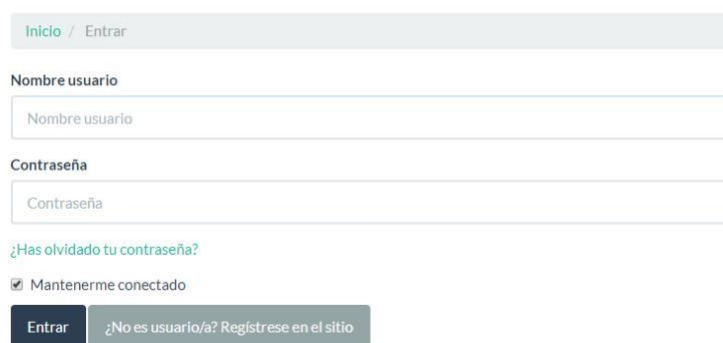 Inicio / Entrar
Nombre usuario
Nombre usuario
Contraseña
Contraseña
¿Has olvidado tu contraseña?
Mantenerme conectado
Entrar ¿No es usuario/a? Regístrese en el sitio